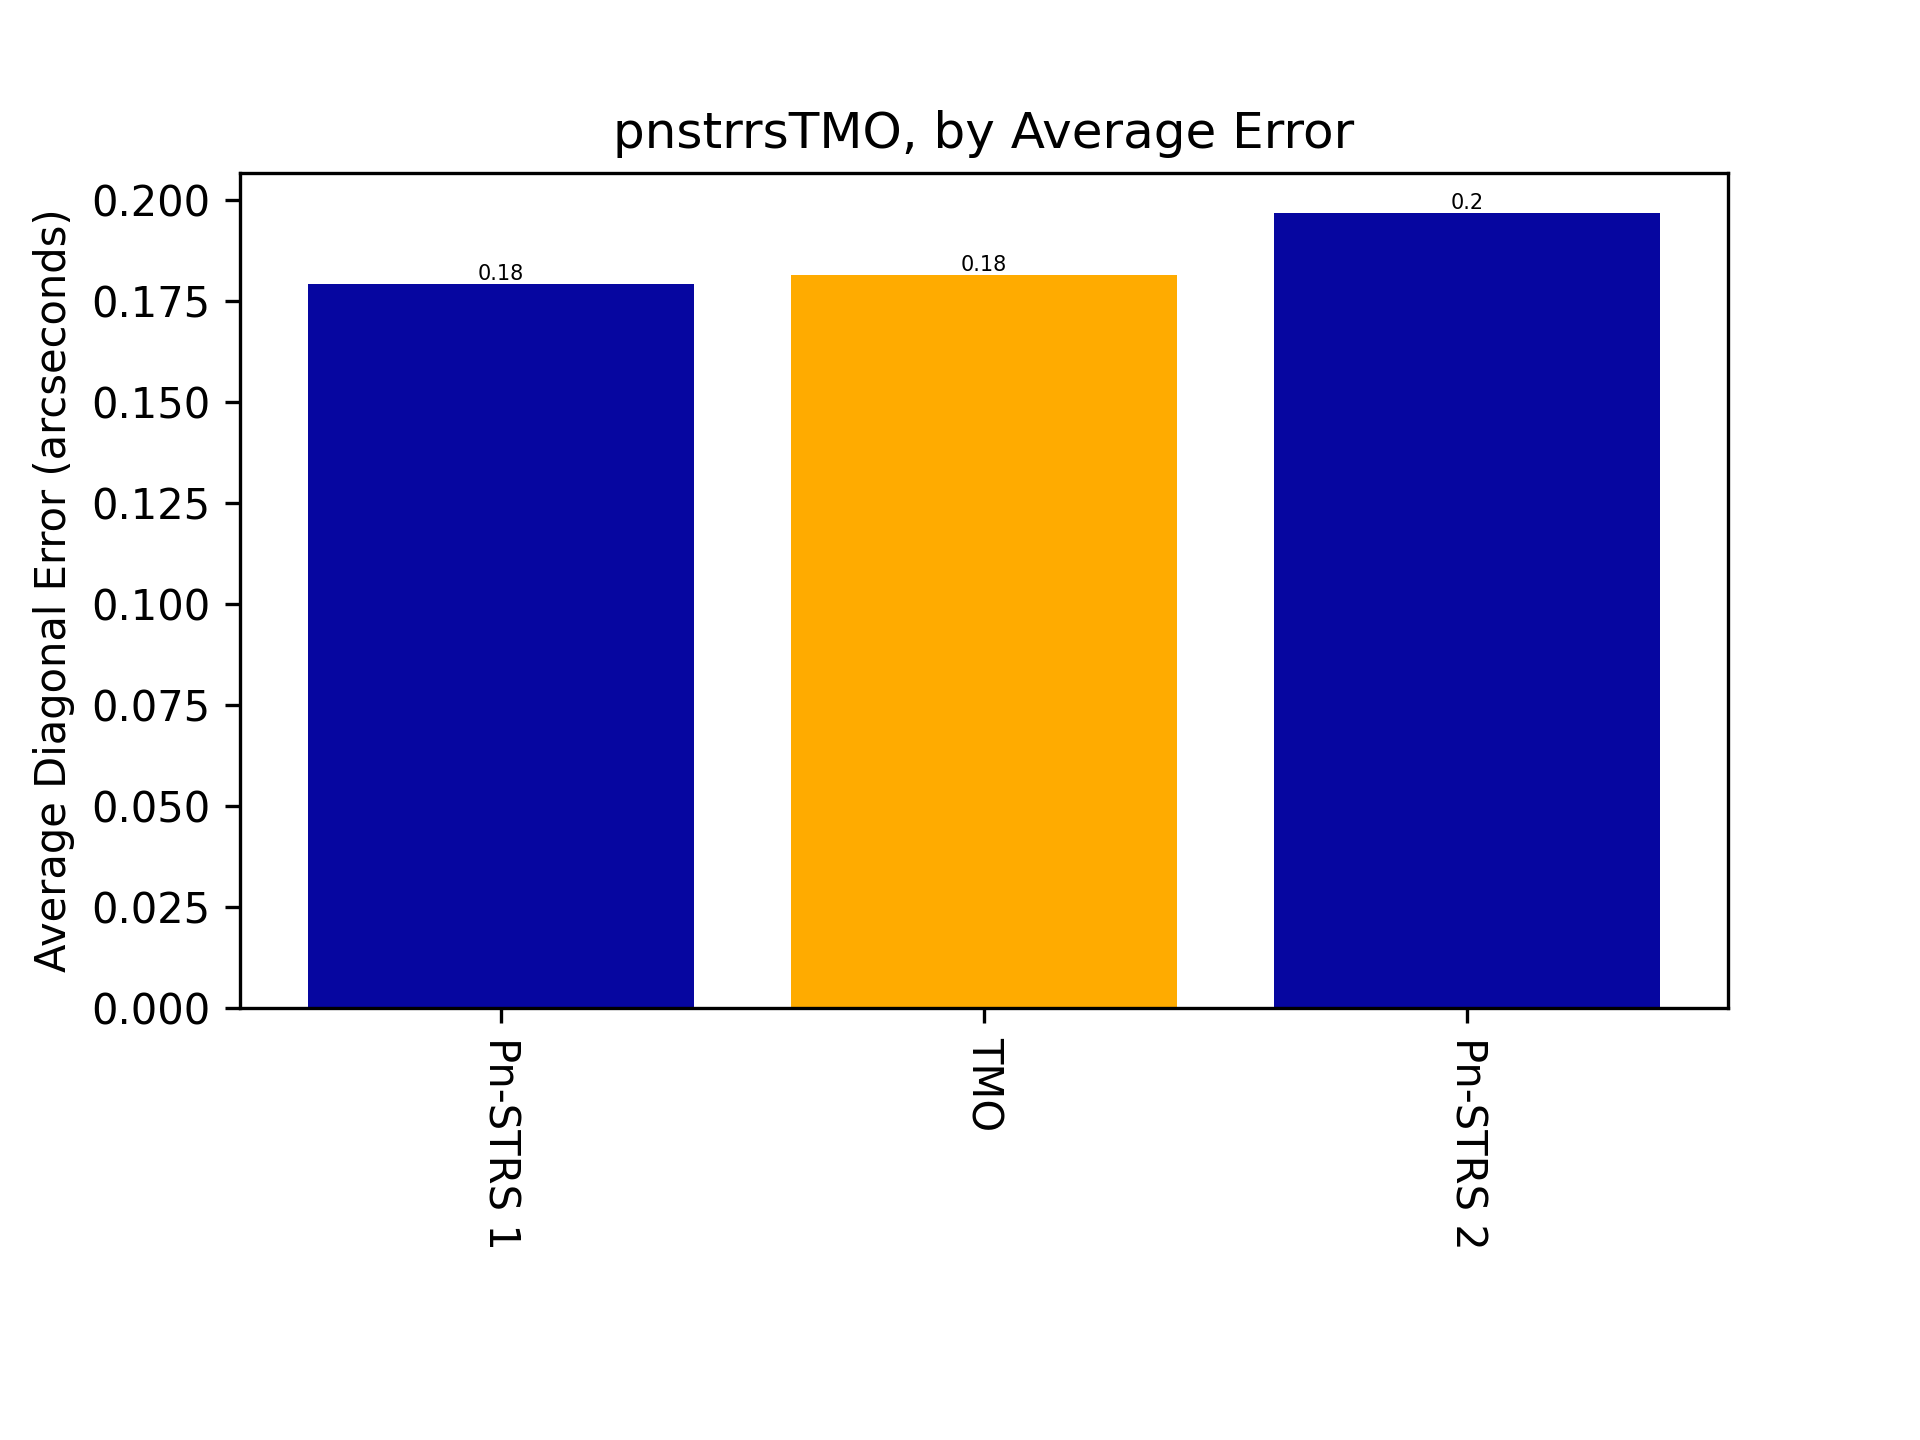 pnstrrsTMO, by Average Error
Average Diagonal Error (arcseconds)
0.200
0.175
0.150
0.125
0.100
0.075
0.050
0.025
0.000
0.18
0.18
0.2
Pn-STRS 1
TMO
Pn-STRS 2